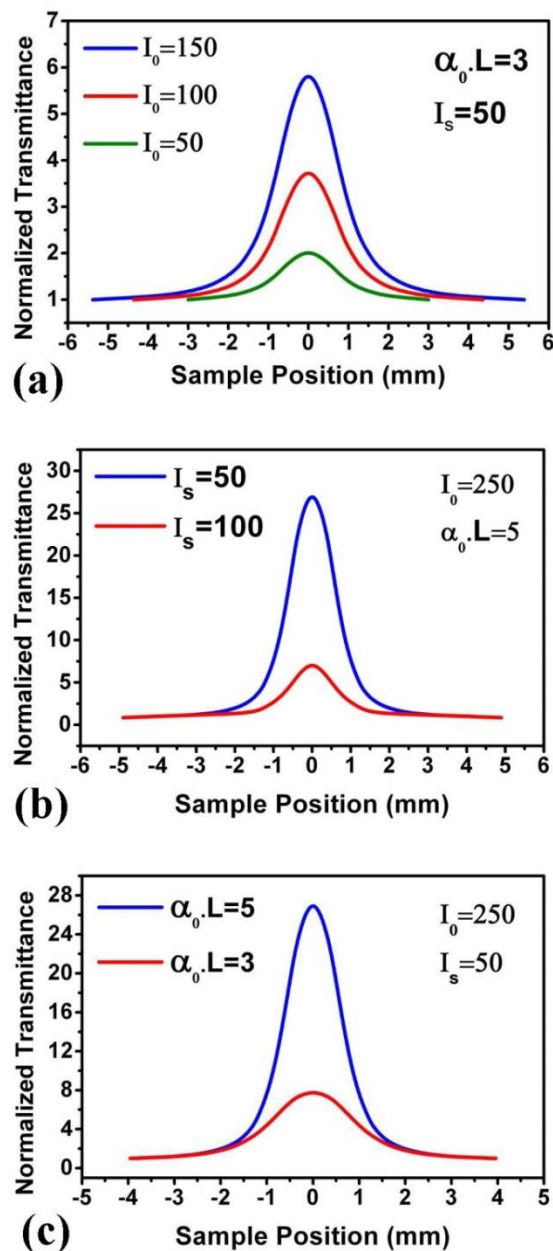 7
6
5
4
3
2
1
Normalized Transmittance
I₀=150
I₀=100
I₀=50
α₀.L=3
Iₛ=50
-6 -5 -4 -3 -2 -1 0 1 2 3 4 5 6
Sample Position (mm)
(a)
30
25
20
15
10
5
0
Normalized Transmittance
Iₛ=50
Iₛ=100
I₀=250
α₀.L=5
-6 -5 -4 -3 -2 -1 0 1 2 3 4 5 6
Sample Position (mm)
(b)
28
24
20
16
12
8
4
0
Normalized Transmittance
α₀.L=5
α₀.L=3
I₀=250
Iₛ=50
-5 -4 -3 -2 -1 0 1 2 3 4 5
Sample Position (mm)
(c)